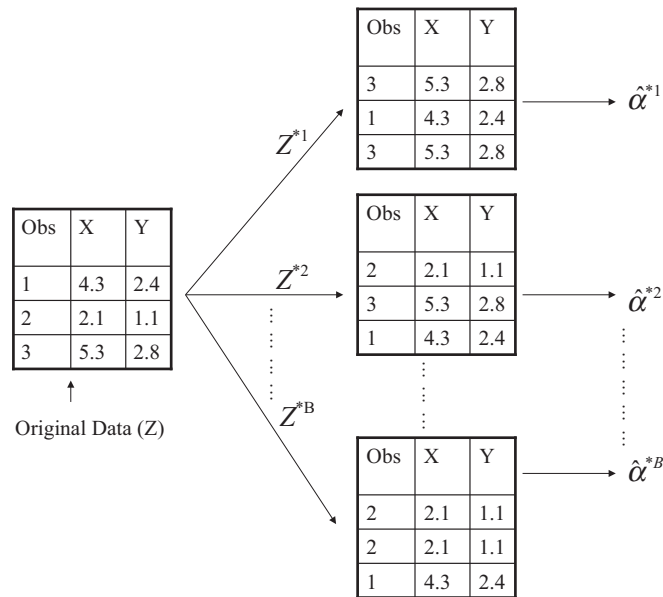 Obs X Y
1 4.3 2.4
2 2.1 1.1
3 5.3 2.8
Original Data (Z)
Z*1
Obs X Y
3 5.3 2.8
1 4.3 2.4
3 5.3 2.8
α̂*1
Z*2
Obs X Y
2 2.1 1.1
3 5.3 2.8
1 4.3 2.4
α̂*2
Z*B
Obs X Y
2 2.1 1.1
2 2.1 1.1
1 4.3 2.4
α̂*B